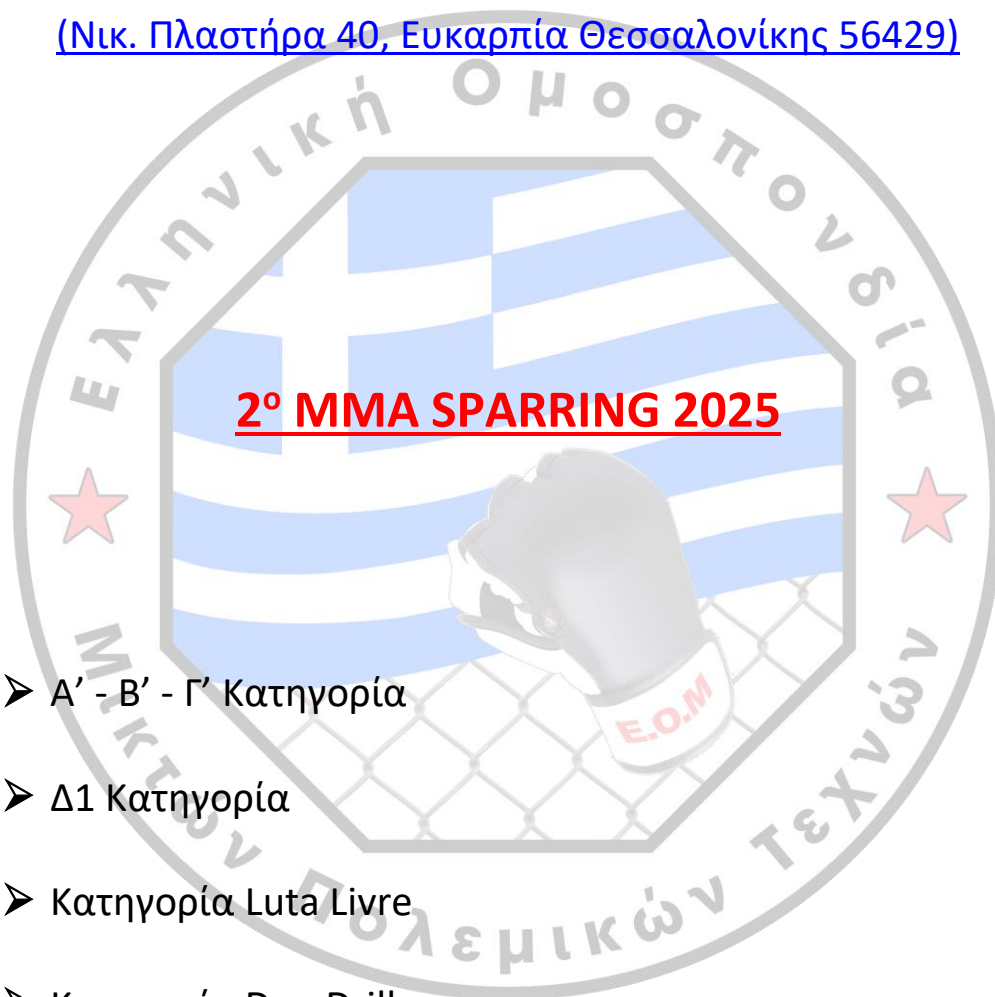 (Νικ. Πλαστήρα 40, Ευκαρπία Θεσσαλονίκης 56429)
Ελληνική Ομοσπονδία
2ο MMA SPARRING 2025
➢ Α’ - Β’ - Γ’ Κατηγορία
E.O.M
➢ Δ1 Κατηγορία
➢ Κατηγορία Luta Livre
Μικτών Πολεμικών Τεχνών